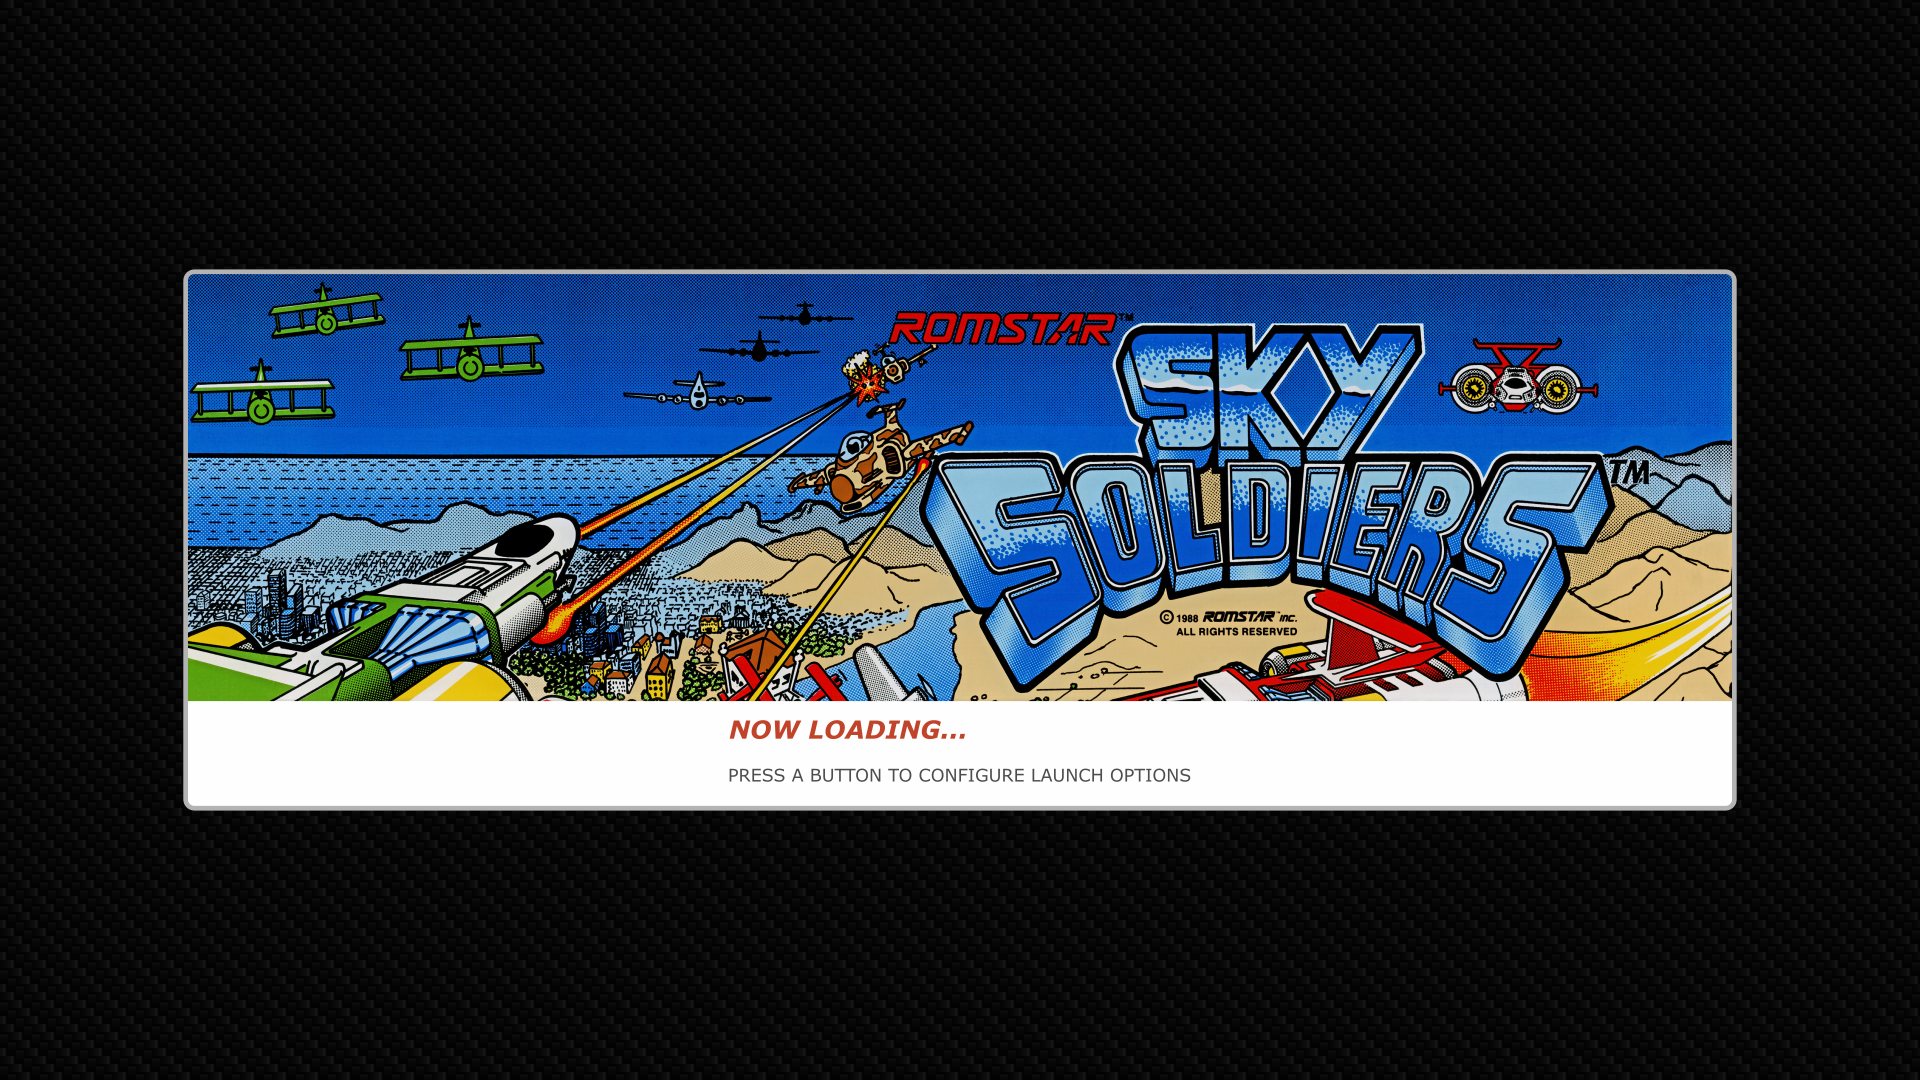 ROMSTAR™
SKY
SOLDIERS™
© 1988 ROMSTAR™ INC.
ALL RIGHTS RESERVED
NOW LOADING...
PRESS A BUTTON TO CONFIGURE LAUNCH OPTIONS